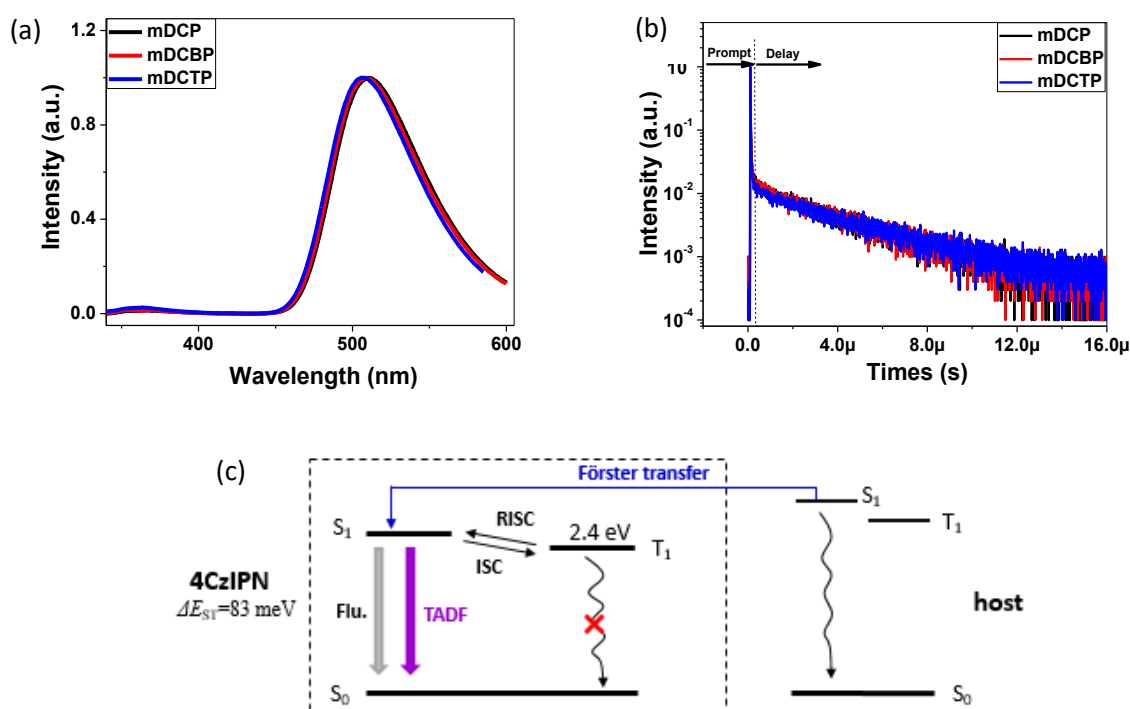 (a)
1.2
0.8
0.4
0.0
Intensity (a.u.)
mDCP
mDCBP
mDCTP
400
500
600
Wavelength (nm)
(b)
Prompt
Delay
mDCP
mDCBP
mDCTP
10
10⁻¹
10⁻²
10⁻³
10⁻⁴
Intensity (a.u.)
0.0
4.0µ
8.0µ
12.0µ
16.0µ
Times (s)
(c)
Förster transfer
S₁
T₁
S₁
RISC
ISC
2.4 eV
T₁
4CzIPN
ΔE_ST=83 meV
Flu.
TADF
host
S₀
S₀